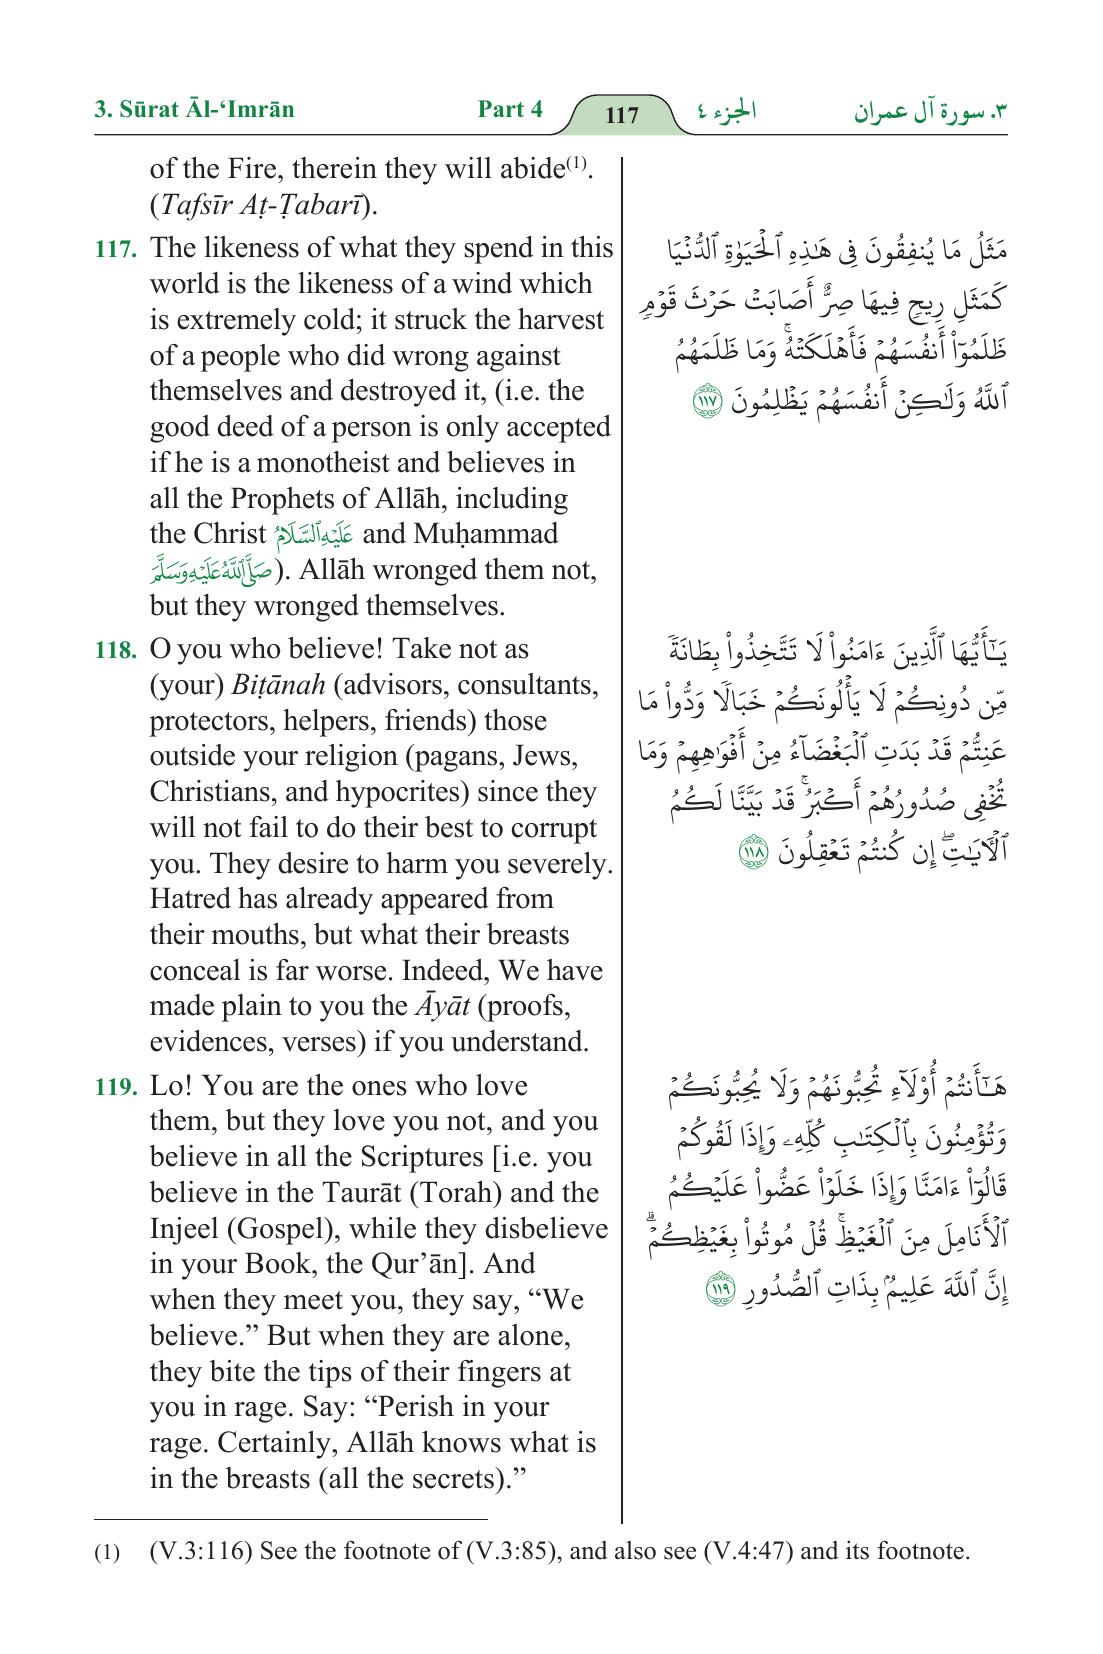 3. Sūrat Āl-‘Imrān Part 4 117 الجزء ٤ ٣. سورة آل عمران
of the Fire, therein they will abide(1).
(Tafsīr Aṭ-Ṭabarī).
117. The likeness of what they spend in this
world is the likeness of a wind which
is extremely cold; it struck the harvest
of a people who did wrong against
themselves and destroyed it, (i.e. the
good deed of a person is only accepted
if he is a monotheist and believes in
all the Prophets of Allāh, including
the Christ عَلَيْهِ ٱلسَّلَامُ and Muḥammad
صَلَّى ٱللَّهُ عَلَيْهِ وَسَلَّمَ). Allāh wronged them not,
but they wronged themselves.
118. O you who believe! Take not as
(your) Biṭānah (advisors, consultants,
protectors, helpers, friends) those
outside your religion (pagans, Jews,
Christians, and hypocrites) since they
will not fail to do their best to corrupt
you. They desire to harm you severely.
Hatred has already appeared from
their mouths, but what their breasts
conceal is far worse. Indeed, We have
made plain to you the Āyāt (proofs,
evidences, verses) if you understand.
119. Lo! You are the ones who love
them, but they love you not, and you
believe in all the Scriptures [i.e. you
believe in the Taurāt (Torah) and the
Injeel (Gospel), while they disbelieve
in your Book, the Qur’ān]. And
when they meet you, they say, “We
believe.” But when they are alone,
they bite the tips of their fingers at
you in rage. Say: “Perish in your
rage. Certainly, Allāh knows what is
in the breasts (all the secrets).”
مَثَلُ مَا يُنفِقُونَ فِى هَـٰذِهِ ٱلْحَيَوٰةِ ٱلدُّنْيَا
كَمَثَلِ رِيحٍ فِيهَا صِرٌّ أَصَابَتْ حَرْثَ قَوْمٍ
ظَلَمُوٓا۟ أَنفُسَهُمْ فَأَهْلَكَتْهُ ۚ وَمَا ظَلَمَهُمُ
ٱللَّهُ وَلَـٰكِنْ أَنفُسَهُمْ يَظْلِمُونَ ١١٧
يَـٰٓأَيُّهَا ٱلَّذِينَ ءَامَنُوا۟ لَا تَتَّخِذُوا۟ بِطَانَةً
مِّن دُونِكُمْ لَا يَأْلُونَكُمْ خَبَالًا وَدُّوا۟ مَا
عَنِتُّمْ قَدْ بَدَتِ ٱلْبَغْضَآءُ مِنْ أَفْوَٰهِهِمْ وَمَا
تُخْفِى صُدُورُهُمْ أَكْبَرُ ۚ قَدْ بَيَّنَّا لَكُمُ
ٱلْـَٔايَـٰتِ ۖ إِن كُنتُمْ تَعْقِلُونَ ١١٨
هَـٰٓأَنتُمْ أُو۟لَآءِ تُحِبُّونَهُمْ وَلَا يُحِبُّونَكُمْ
وَتُؤْمِنُونَ بِٱلْكِتَـٰبِ كُلِّهِۦ وَإِذَا لَقُوكُمْ
قَالُوٓا۟ ءَامَنَّا وَإِذَا خَلَوْا۟ عَضُّوا۟ عَلَيْكُمُ
ٱلْأَنَامِلَ مِنَ ٱلْغَيْظِ ۚ قُلْ مُوتُوا۟ بِغَيْظِكُمْ ۗ
إِنَّ ٱللَّهَ عَلِيمٌۢ بِذَاتِ ٱلصُّدُورِ ١١٩
(1) (V.3:116) See the footnote of (V.3:85), and also see (V.4:47) and its footnote.